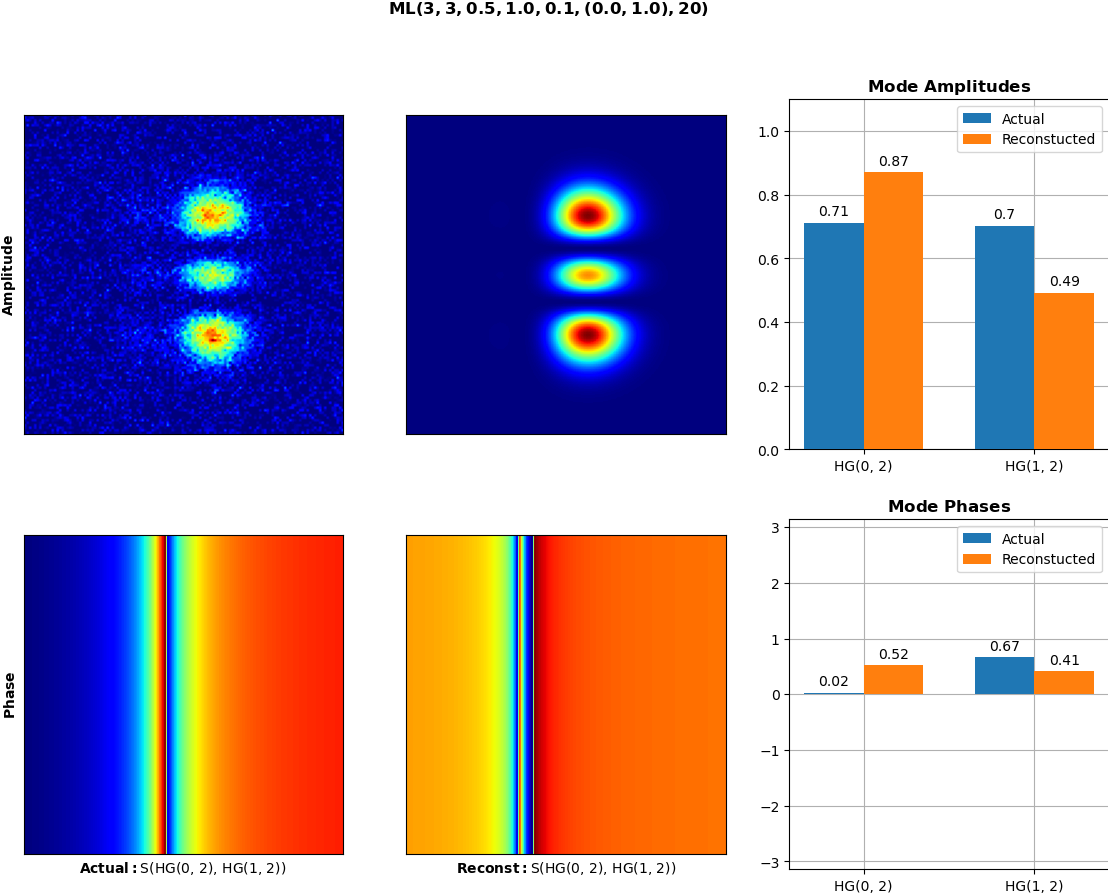 ML(3, 3, 0.5, 1.0, 0.1, (0.0, 1.0), 20)
Amplitude
Mode Amplitudes
Actual
Reconstucted
1.0
0.8
0.6
0.4
0.2
0.0
0.71
0.87
0.7
0.49
HG(0, 2)
HG(1, 2)
Phase
Actual: S(HG(0, 2), HG(1, 2))
Reconst: S(HG(0, 2), HG(1, 2))
Mode Phases
Actual
Reconstucted
3
2
1
0
−1
−2
−3
0.02
0.52
0.67
0.41
HG(0, 2)
HG(1, 2)